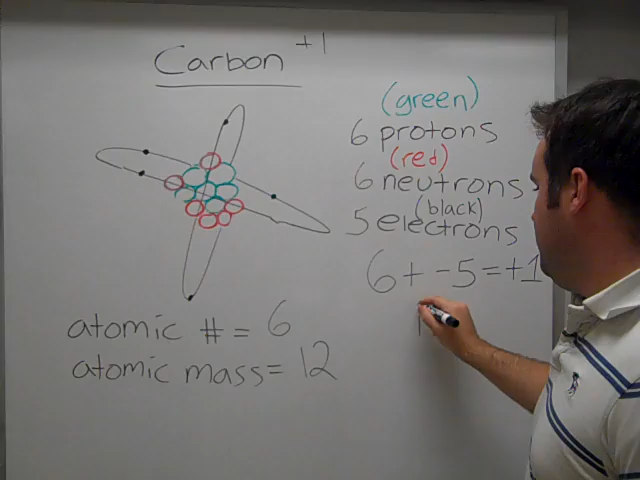 Carbon +1
(green)
6 protons
(red)
6 neutrons
(black)
5 electrons
6 + -5 = +1
atomic # = 6
atomic mass = 12